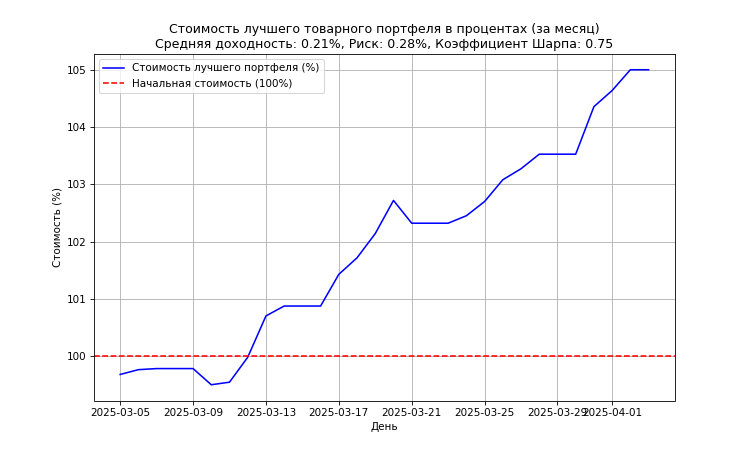 Стоимость лучшего товарного портфеля в процентах (за месяц)
Средняя доходность: 0.21%, Риск: 0.28%, Коэффициент Шарпа: 0.75
Стоимость лучшего портфеля (%)
Начальная стоимость (100%)
Стоимость (%)
105
104
103
102
101
100
2025-03-05 2025-03-09 2025-03-13 2025-03-17 2025-03-21 2025-03-25 2025-03-29 2025-04-01
День